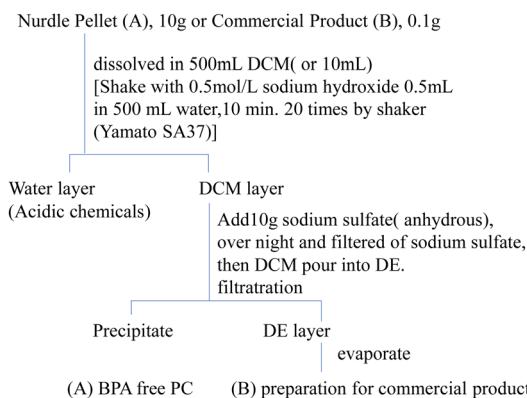 Nurdle Pellet (A), 10g or Commercial Product (B), 0.1g
dissolved in 500mL DCM( or 10mL)
[Shake with 0.5mol/L sodium hydroxide 0.5mL
in 500 mL water,10 min. 20 times by shaker
(Yamato SA37)]
Water layer
(Acidic chemicals)
DCM layer
Add10g sodium sulfate( anhydrous),
over night and filtered of sodium sulfate,
then DCM pour into DE.
filtratration
Precipitate
DE layer
evaporate
(A) BPA free PC
(B) preparation for commercial product